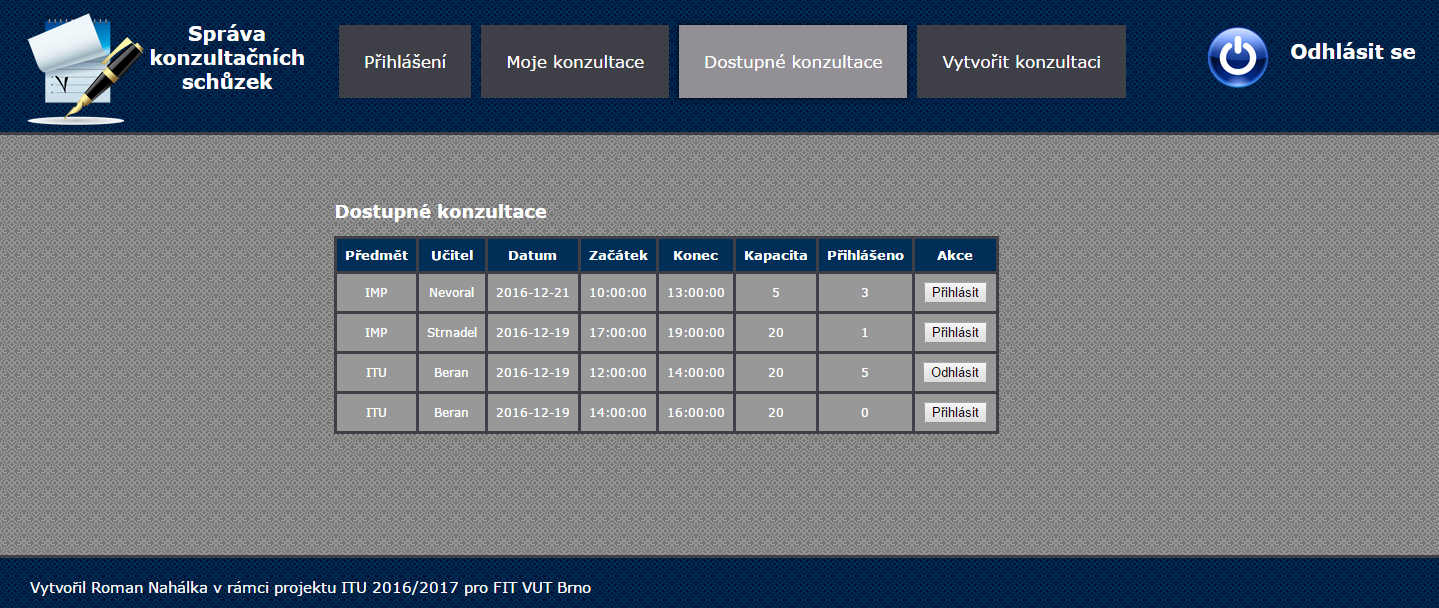 Správa
konzultačních
schůzek
Přihlášení
Moje konzultace
Dostupné konzultace
Vytvořit konzultaci
Odhlásit se
Dostupné konzultace
Předmět Učitel Datum Začátek Konec Kapacita Přihlášeno Akce
IMP Nevoral 2016-12-21 10:00:00 13:00:00 5 3 Přihlásit
IMP Strnadel 2016-12-19 17:00:00 19:00:00 20 1 Přihlásit
ITU Beran 2016-12-19 12:00:00 14:00:00 20 5 Odhlásit
ITU Beran 2016-12-19 14:00:00 16:00:00 20 0 Přihlásit
Vytvořil Roman Nahálka v rámci projektu ITU 2016/2017 pro FIT VUT Brno